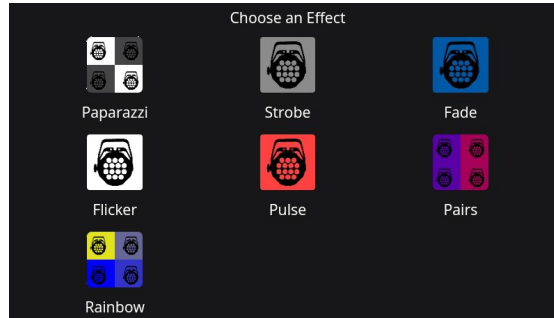 Choose an Effect
Paparazzi
Strobe
Fade
Flicker
Pulse
Pairs
Rainbow